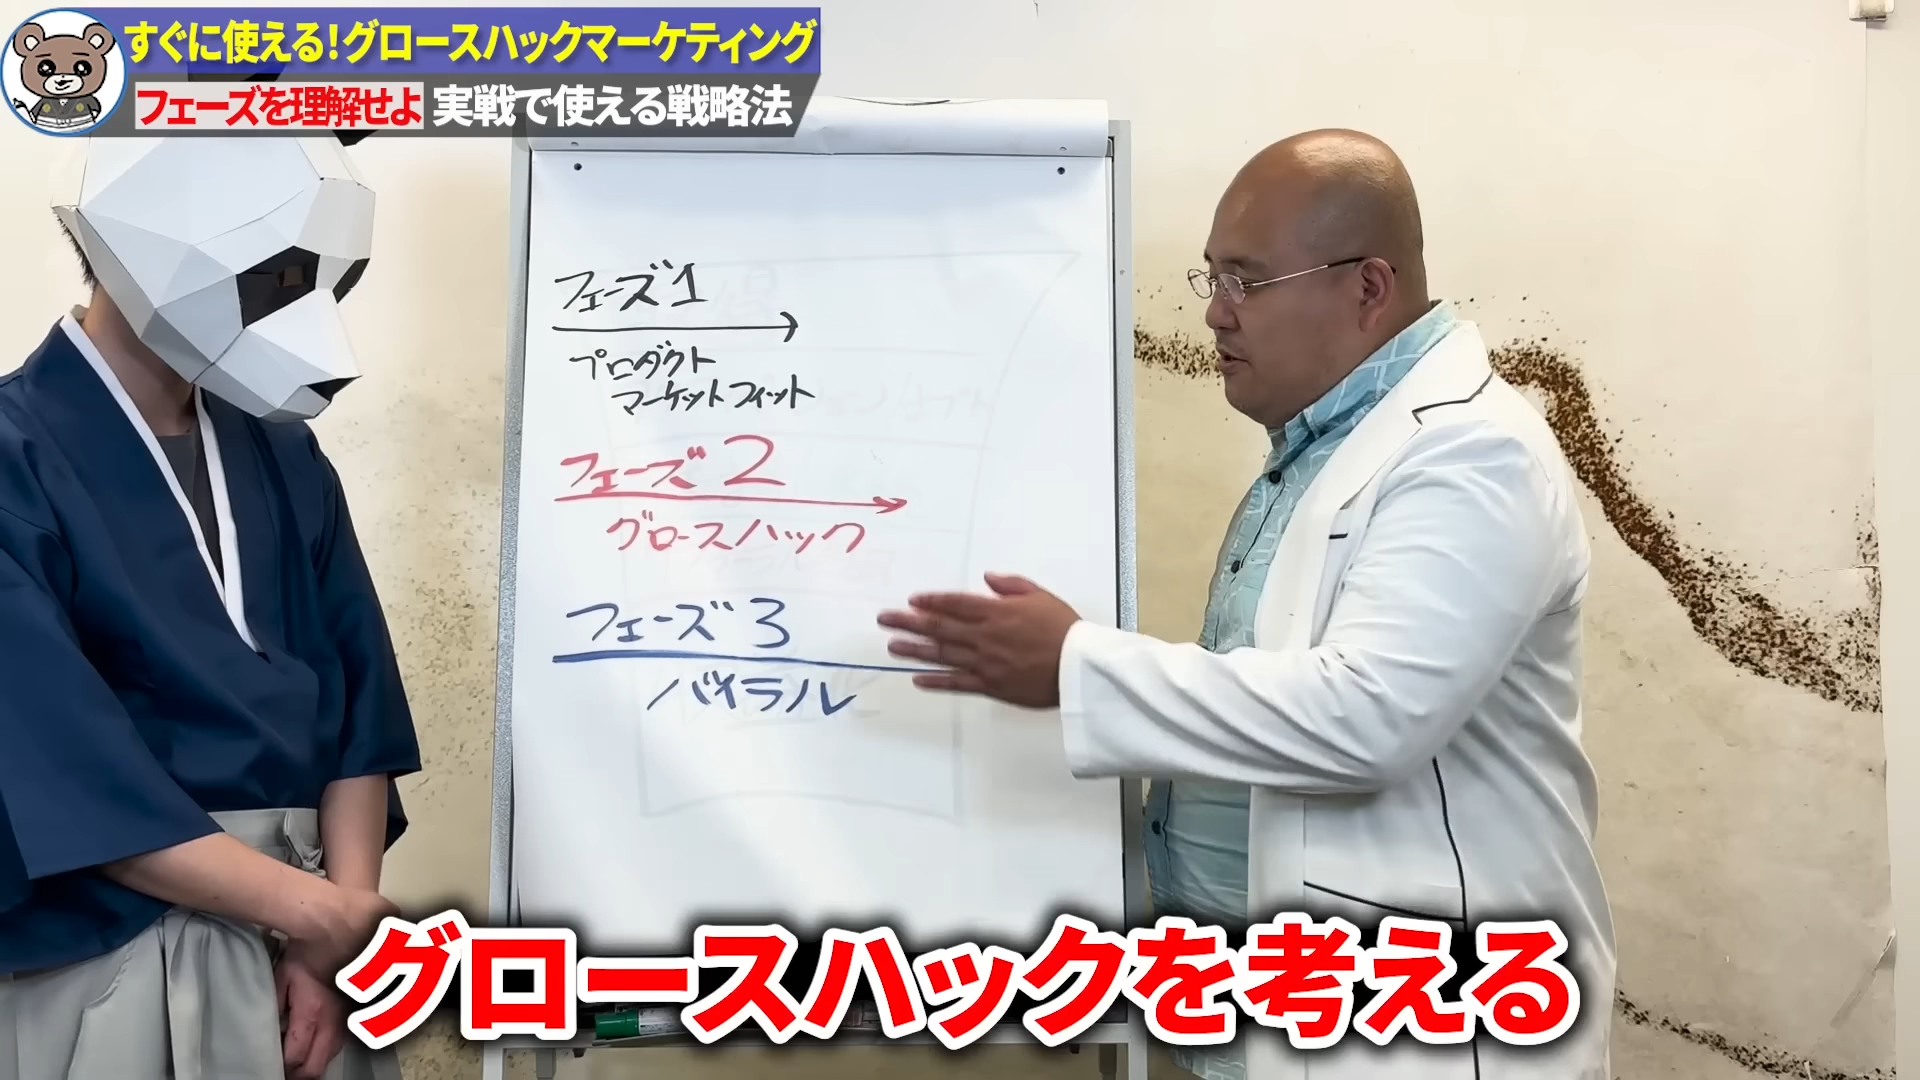 すぐに使える！グロースハックマーケティング
フェーズを理解せよ 実戦で使える戦略法
フェーズ1
プロダクト
マーケットフィット
フェーズ2
グロースハック
フェーズ3
バイラル
グロースハックを考える